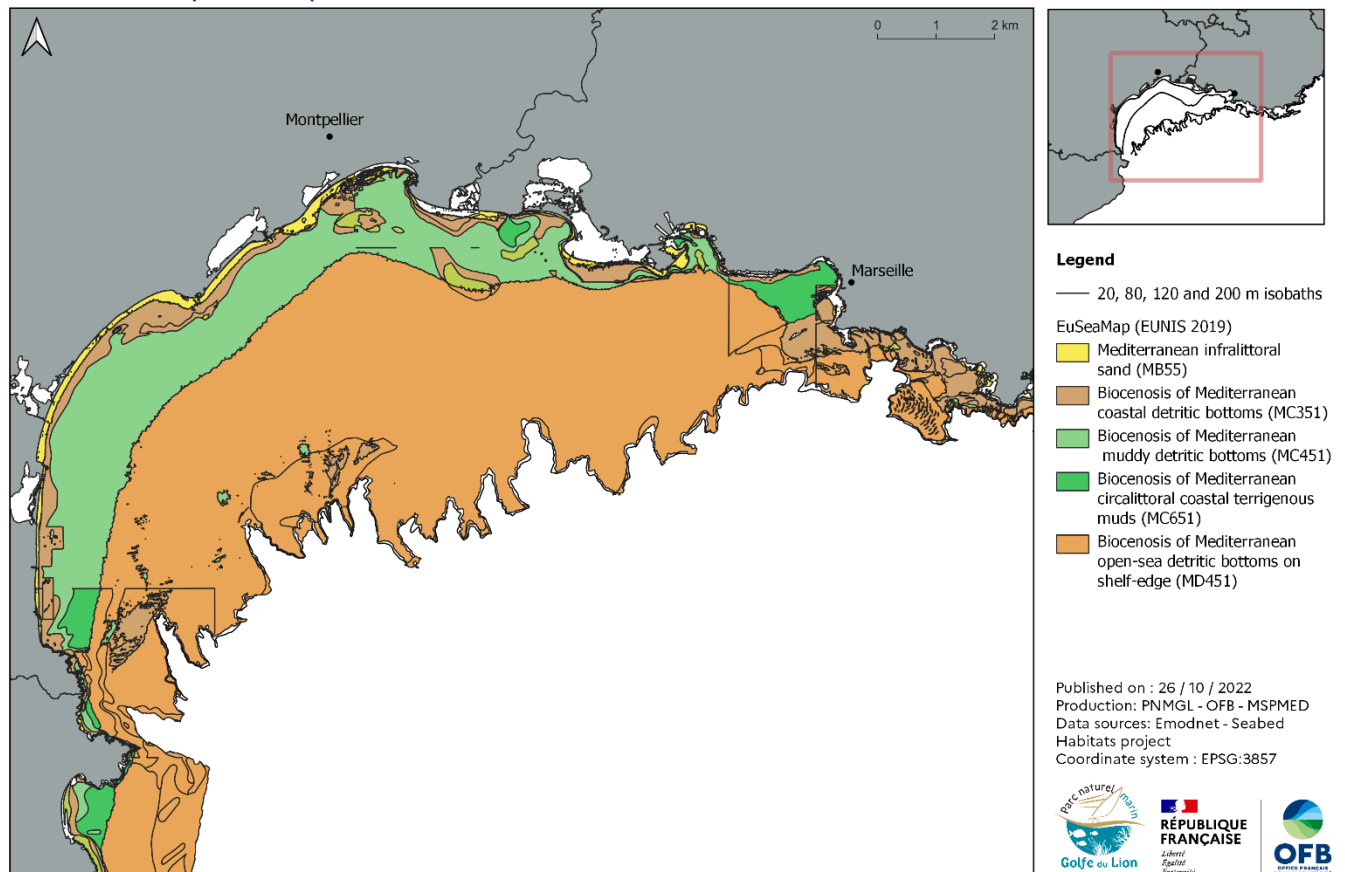 0 1 2 km
Montpellier
Marseille
Legend
20, 80, 120 and 200 m isobaths
EuSeaMap (EUNIS 2019)
Mediterranean infralittoral
sand (MB55)
Biocenosis of Mediterranean
coastal detritic bottoms (MC351)
Biocenosis of Mediterranean
muddy detritic bottoms (MC451)
Biocenosis of Mediterranean
circalittoral coastal terrigenous
muds (MC651)
Biocenosis of Mediterranean
open-sea detritic bottoms on
shelf-edge (MD451)
Published on : 26 / 10 / 2022
Production: PNMGL - OFB - MSPMED
Data sources: Emodnet - Seabed
Habitats project
Coordinate system : EPSG:3857
Parc naturel marin
Golfe du Lion
RÉPUBLIQUE
FRANÇAISE
Liberté
Égalité
OFB